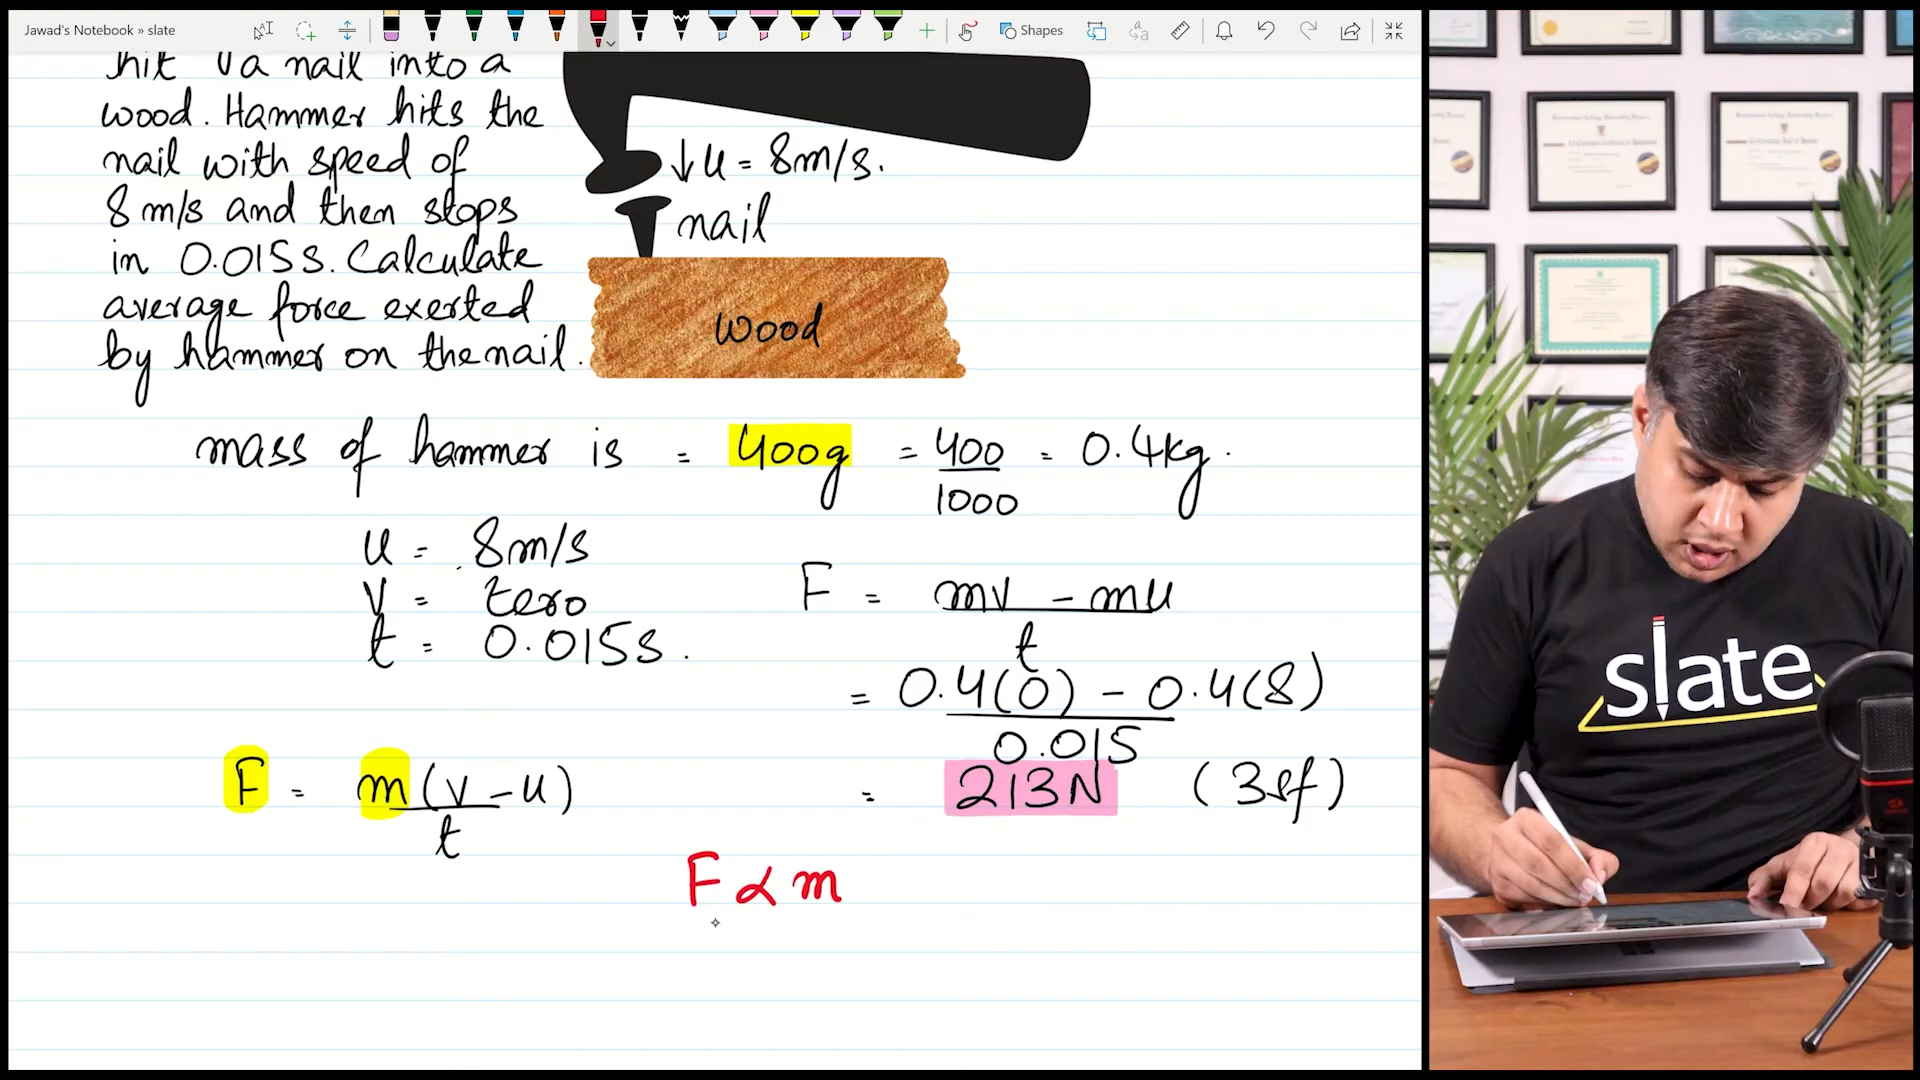 Jawad's Notebook » slate
Shapes
hit a nail into a
wood. Hammer hits the
nail with speed of
8 m/s and then stops
in 0.015s. Calculate
average force exerted
by hammer on the nail.
↓u = 8m/s.
nail
wood
mass of hammer is = 400g = 400/1000 = 0.4kg.
u = 8m/s
v = zero
t = 0.015s.
F = mv - mu / t
= 0.4(0) - 0.4(8) / 0.015
= 213N (3sf)
F = m(v-u) / t
F ∝ m
slate